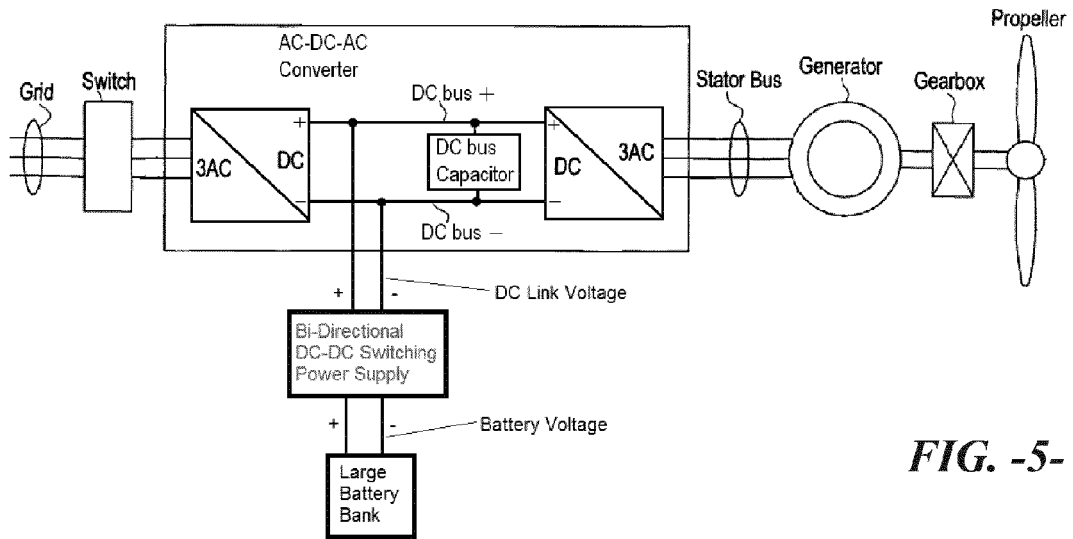 Propeller
AC-DC-AC
Converter
Generator
Gearbox
Stator Bus
Switch
Grid
DC bus +
+
+
DC bus
Capacitor
3AC
DC
DC
3AC
−
−
DC bus −
+
-
DC Link Voltage
Bi-Directional
DC-DC Switching
Power Supply
+
-
Battery Voltage
Large
Battery
Bank
FIG. -5-